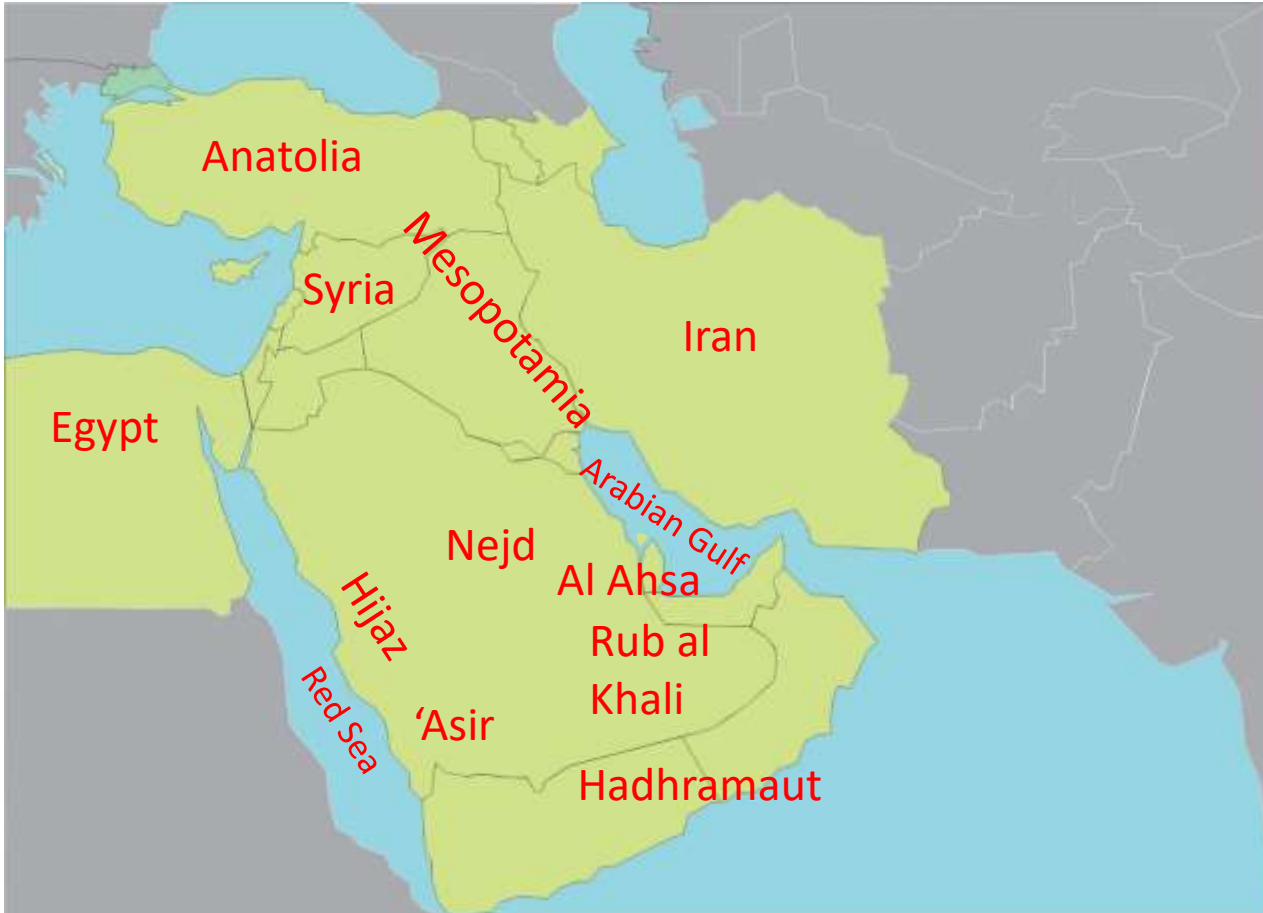 Anatolia
Mesopotamia
Syria
Iran
Egypt
Arabian Gulf
Nejd
Al Ahsa
Hijaz
Rub al
Khali
Red Sea
‘Asir
Hadhramaut